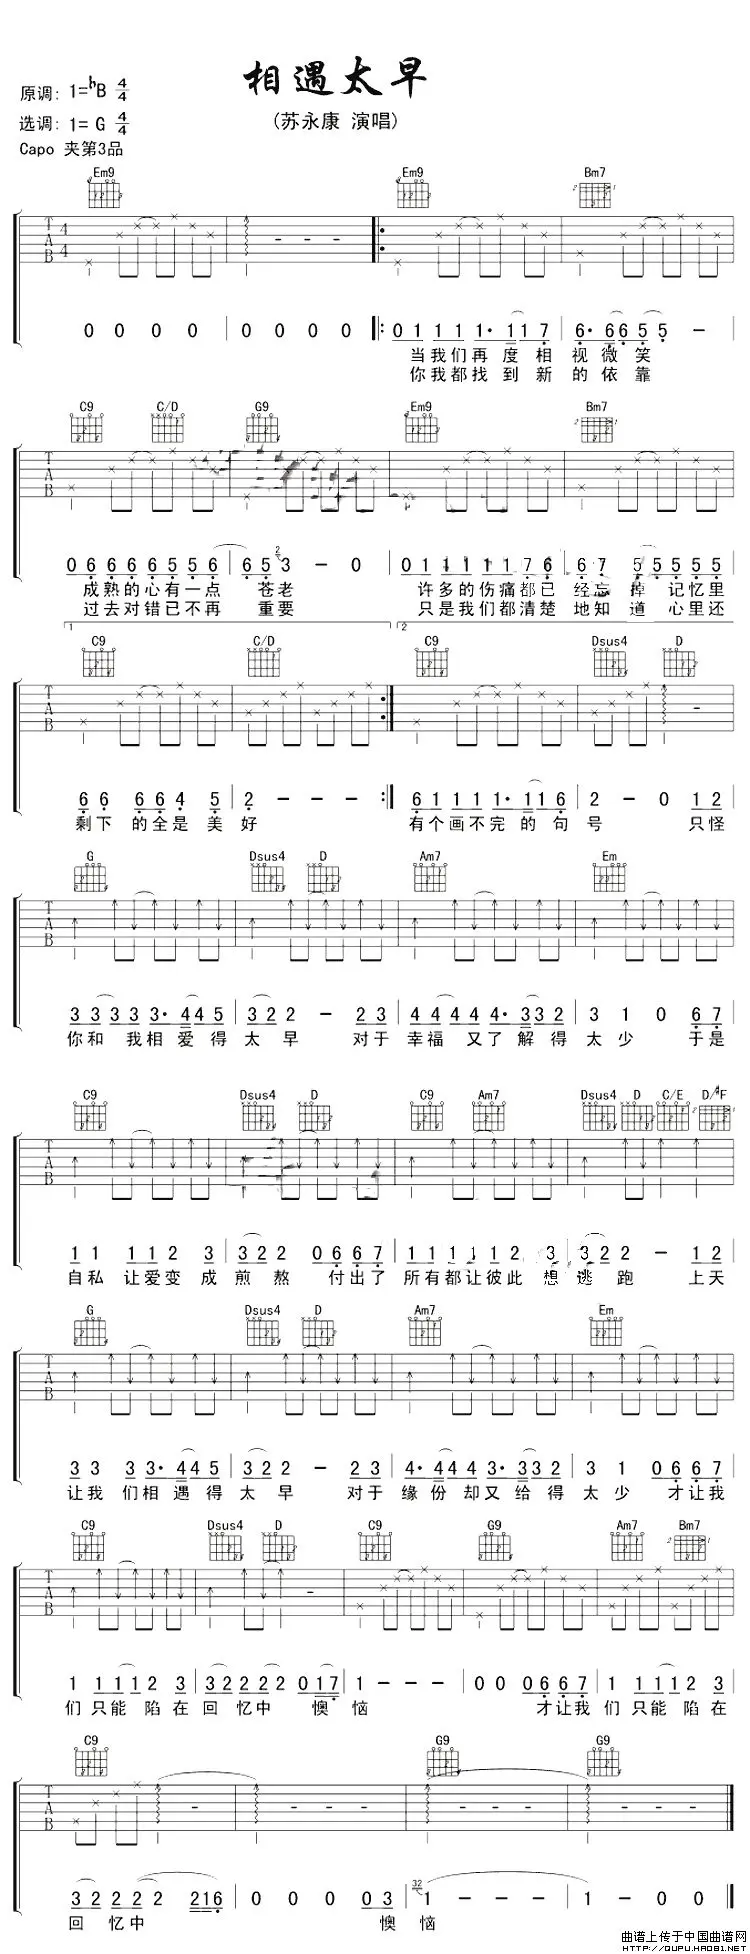 相遇太早
原调: 1=♭B 4/4
(苏永康 演唱)
选调: 1= G 4/4
Capo 夹第3品
Em9 Em9 Bm7
T A B 4 4
0 0 0 0 0 0 0 0 0 1 1 1 1· 1 1 7 6· 6 6 5 5 -
当我们再度相视微笑
你我都找到新的依靠
C9 C/D G9 Em9 Bm7
T A B
0 6 6 6 6 5 5 6 6 5 3 - 0 0 1 1 1 1 1 7 6 6 7 5 5 5 5 5
成熟的心有一点 苍老 许多的伤痛都已经忘掉 记忆里
过去对错已不再 重要 只是我们都清楚地知道 心里还
1 2
C9 C/D C9 Dsus4 D
6 6 6 6 4 5 2 - - - 6 1 1 1 1· 1 1 6 2 - 0 1 2
剩下 的全是美好 有个画不完的句号 只怪
G Dsus4 D Am7 Em
T A B
3 3 3 3 3· 4 4 5 3 2 2 - 2 3 4 4 4 4 4· 3 3 2 3 1 0 6 7
你和 我相爱得太早 对于幸福 又了解得太少 于是
C9 Dsus4 D C9 Am7 Dsus4 D C/E D/#F
T A B
1 1 1 1 2 3 3 2 2 0 6 6 7 1 1 1 1 1 2 3 3 2 2 - 1 2
自私 让爱变成煎熬 付出了所有都让彼此想逃跑 上天
G Dsus4 D Am7 Em
T A B
3 3 3· 4 4 5 3 2 2 - 2 3 4· 4 4 4 3· 3 3 2 3 1 0 6 6 7
让我 们相遇得太早 对于缘份却又给得太少 才让我
C9 Dsus4 D C9 G9 Am7 Bm7
T A B
1 1 1 1 2 3 3 2 2 2 2 0 1 7 1 - - - 0 0 0 6 6 7 1 1 1 1 2 3
们只能陷在回忆中 懊恼 才让我们只能陷在
C9 G9 G9
T A B
3 2 2 2 2 2 1 6 0 0 0 0 3 1 - - - 1 - 0 0
回忆中 懊恼
曲谱上传于中国曲谱网
HTTP://QUPU.HAO81.NET